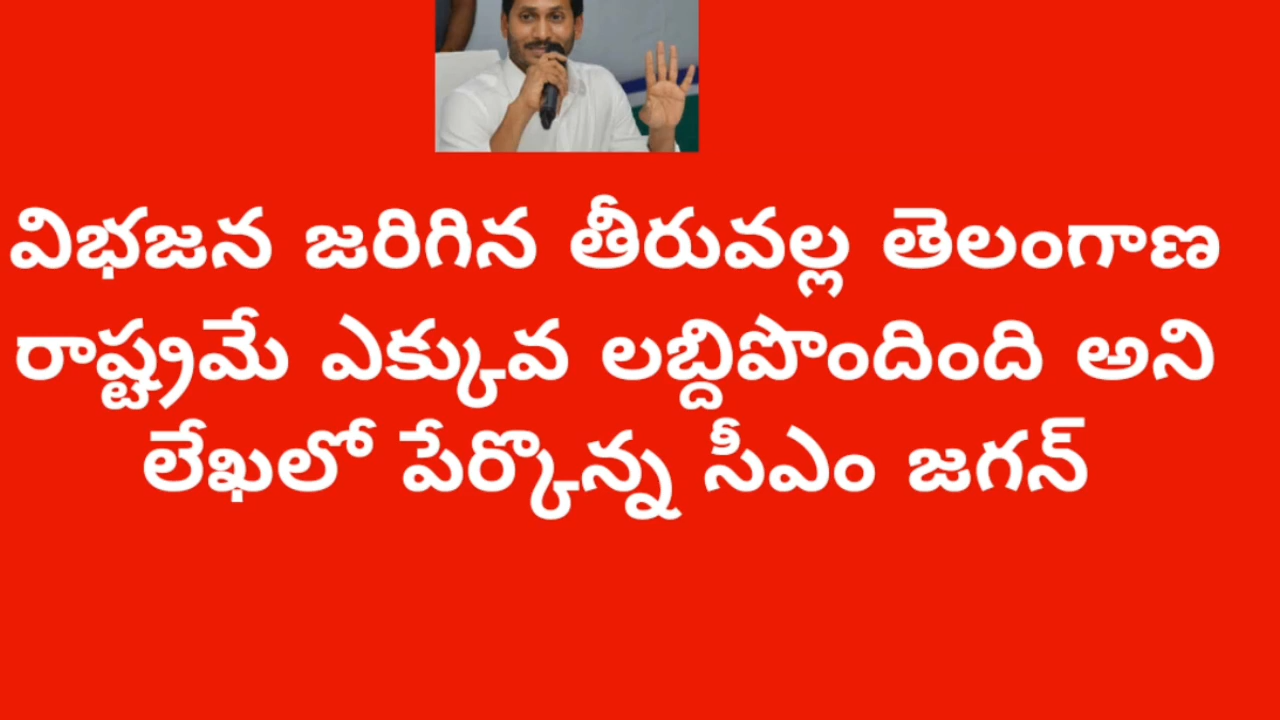 విభజన జరిగిన తీరువల్ల తెలంగాణ
రాష్ట్రమే ఎక్కువ లబ్దిపొందింది అని
లేఖలో పేర్కొన్న సీఎం జగన్